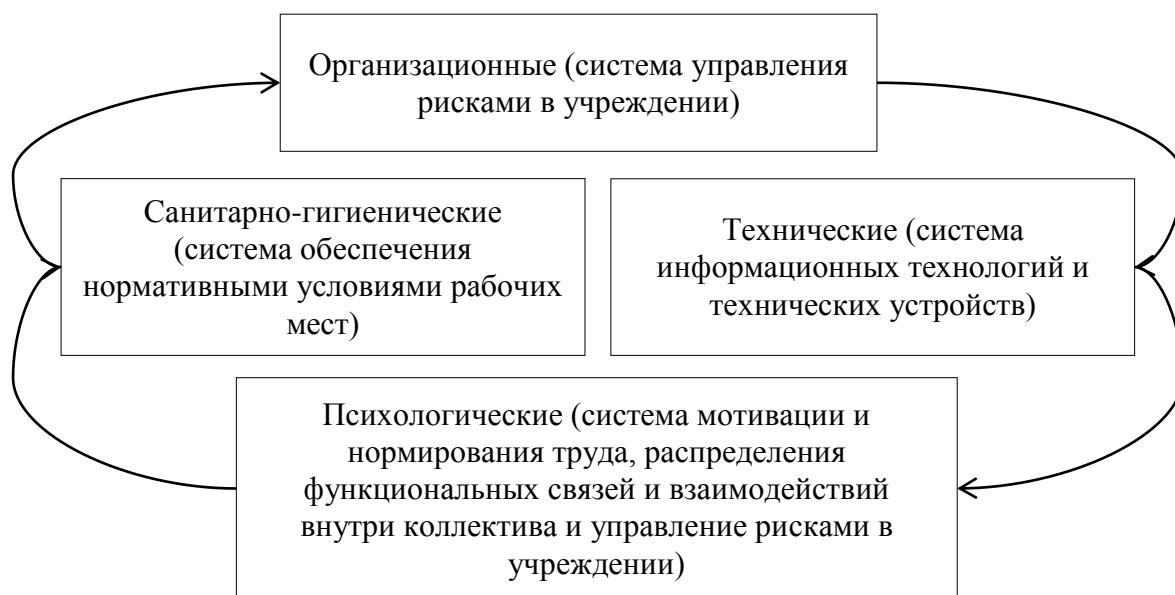 Организационные (система управления
рисками в учреждении)
Санитарно-гигиенические
(система обеспечения
нормативными условиями рабочих
мест)
Технические (система
информационных технологий и
технических устройств)
Психологические (система мотивации и
нормирования труда, распределения
функциональных связей и взаимодействий
внутри коллектива и управление рисками в
учреждении)